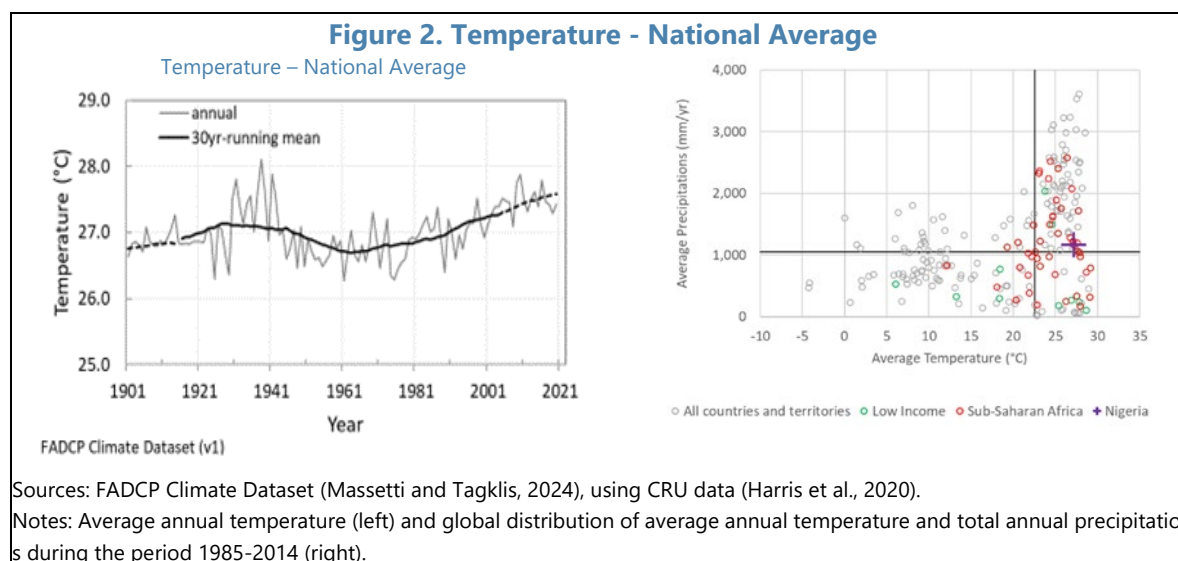 Figure 2. Temperature - National Average
Temperature – National Average
29.0
28.0
27.0
26.0
25.0
Temperature (°C)
annual
30yr-running mean
1901 1921 1941 1961 1981 2001 2021
Year
FADCP Climate Dataset (v1)
4,000
3,000
2,000
1,000
0
Average Precipitations (mm/yr)
-10 -5 0 5 10 15 20 25 30 35
Average Temperature (°C)
All countries and territories Low Income Sub-Saharan Africa Nigeria
Sources: FADCP Climate Dataset (Massetti and Tagklis, 2024), using CRU data (Harris et al., 2020).
Notes: Average annual temperature (left) and global distribution of average annual temperature and total annual precipitatio
s during the period 1985-2014 (right).